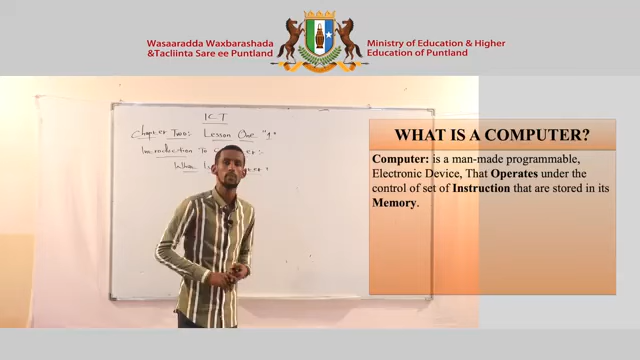 Wasaaradda Waxbarashada
&Tacliinta Sare ee Puntland
Ministry of Education & Higher
Education of Puntland
ICT
Chapter Two: Lesson One "1"
Introduction To
WHAT IS A COMPUTER?
Computer: is a man-made programmable,
Electronic Device, That Operates under the
control of set of Instruction that are stored in its
Memory.